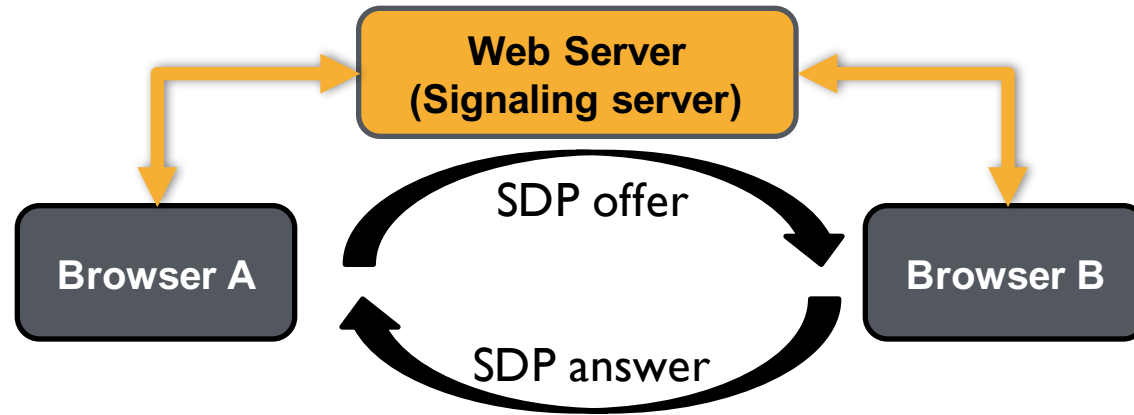 Web Server
(Signaling server)
SDP offer
Browser A
Browser B
SDP answer